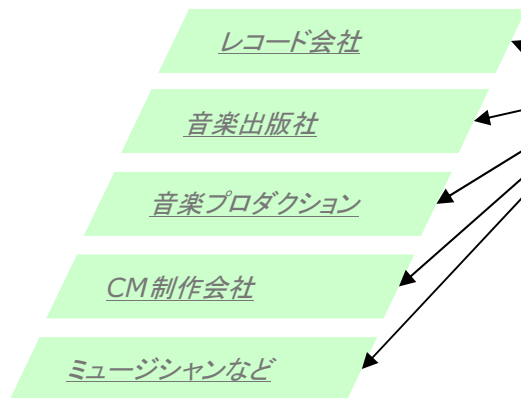 レコード会社
音楽出版社
音楽プロダクション
CM制作会社
ミュージシャンなど